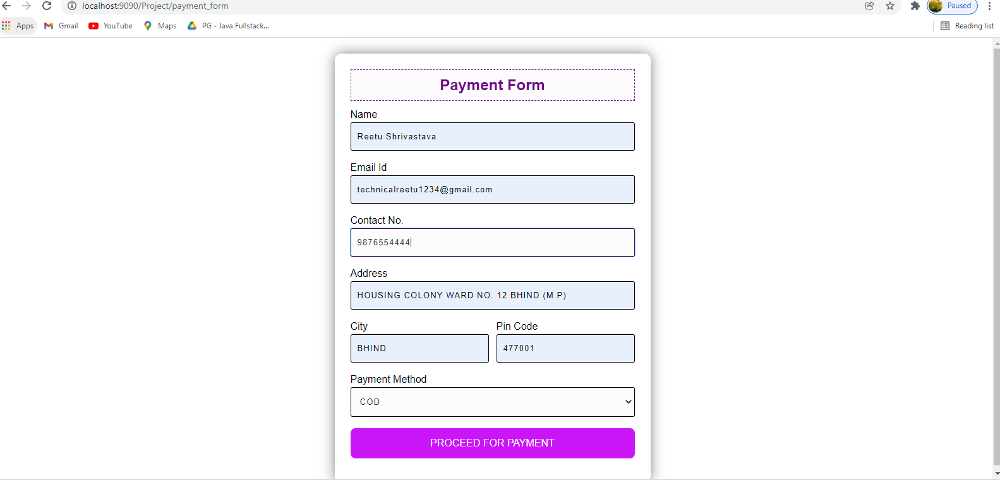 localhost:9090/Project/payment_form
Paused
Apps Gmail YouTube Maps PG - Java Fullstack... Reading list
Payment Form
Name
Reetu Shrivastava
Email Id
technicalreetu1234@gmail.com
Contact No.
9876554444
Address
HOUSING COLONY WARD NO. 12 BHIND (M.P)
City Pin Code
BHIND 477001
Payment Method
COD
PROCEED FOR PAYMENT